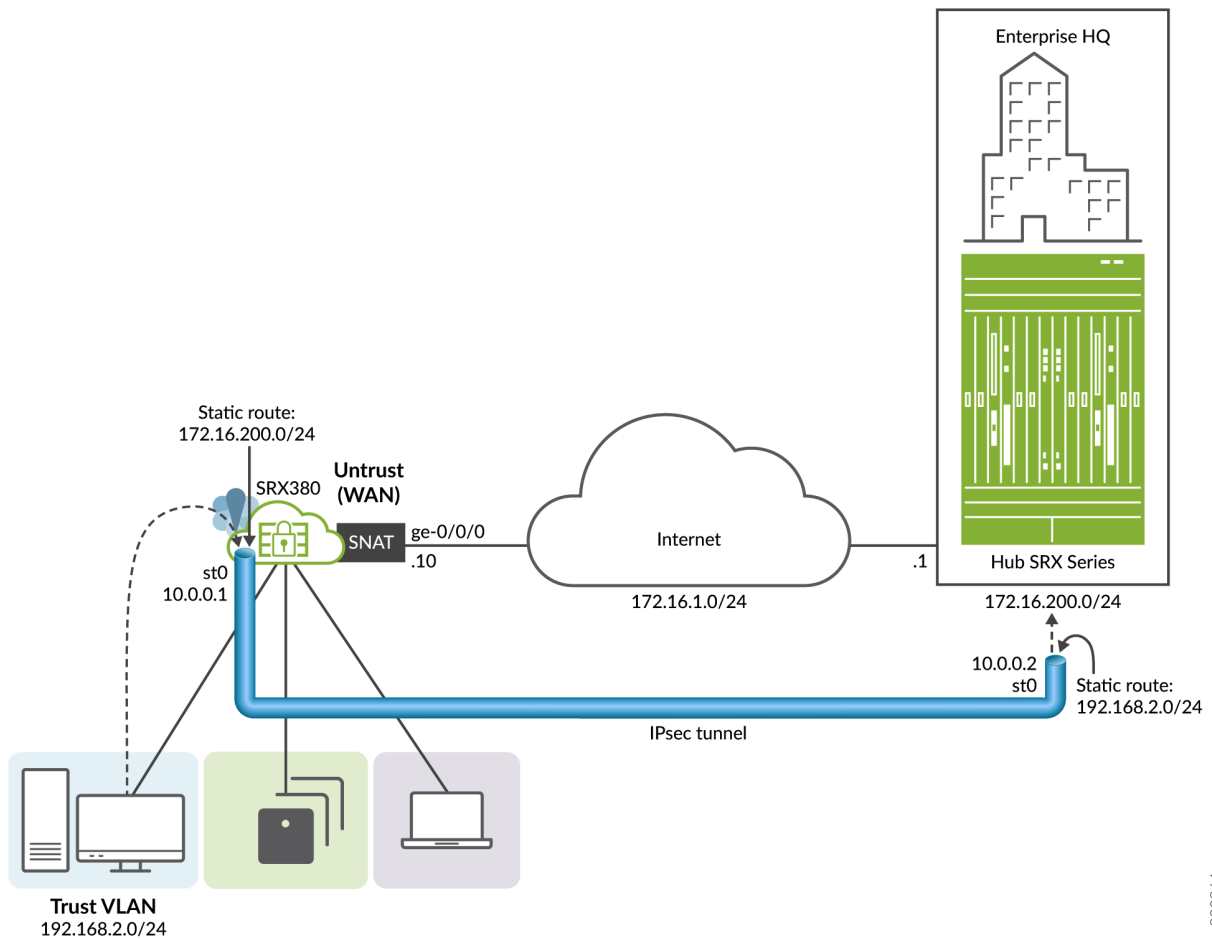 Enterprise HQ
Static route:
172.16.200.0/24
Untrust
(WAN)
SRX380
SNAT
ge-0/0/0
.10
Internet
.1
Hub SRX Series
st0
10.0.0.1
172.16.1.0/24
172.16.200.0/24
10.0.0.2
st0
Static route:
192.168.2.0/24
IPsec tunnel
Trust VLAN
192.168.2.0/24